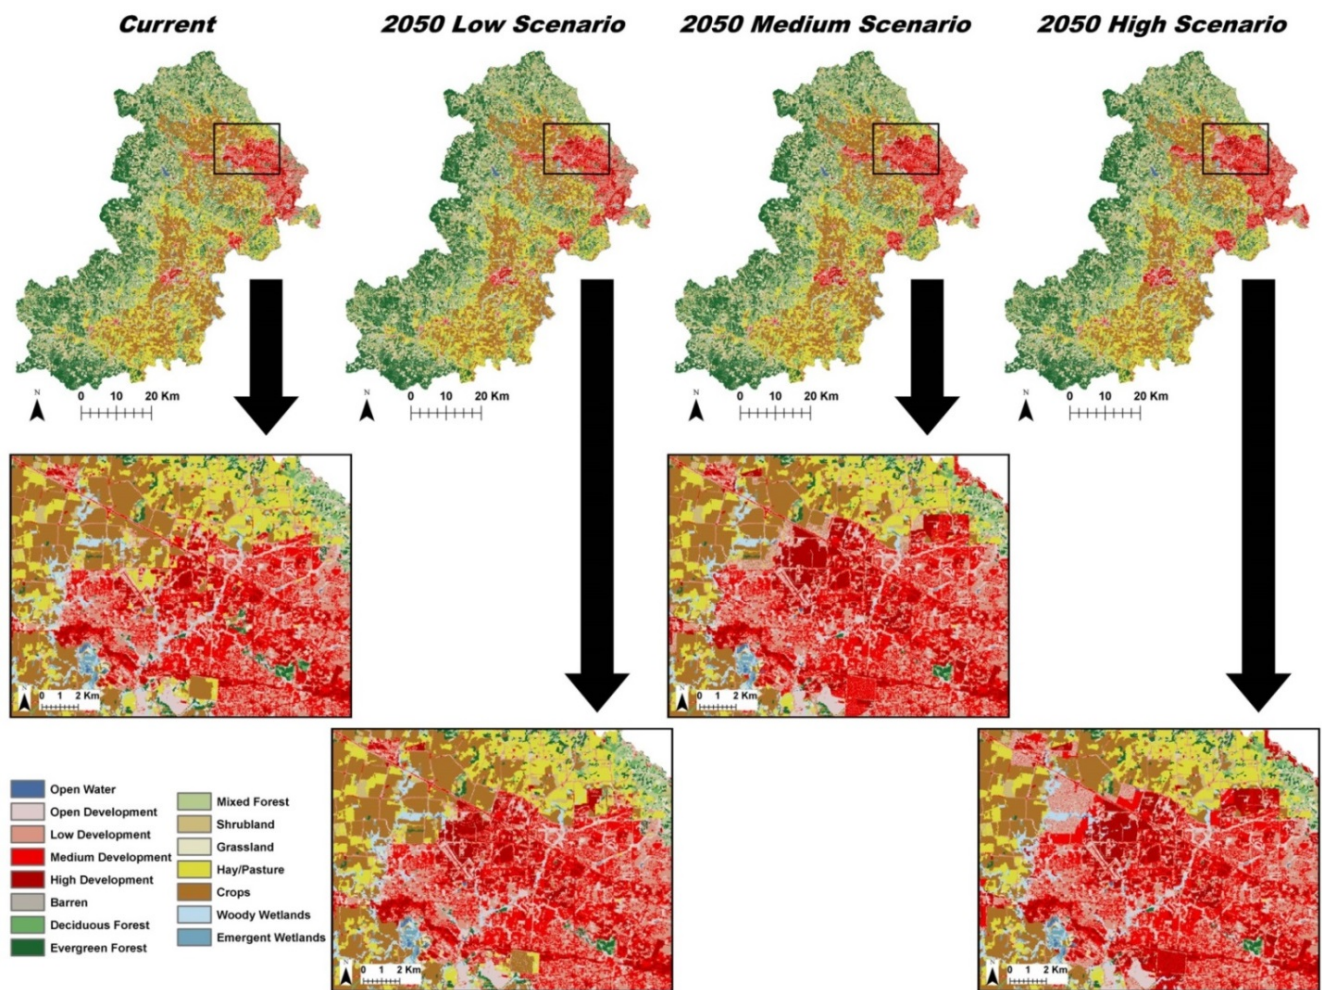 Current 2050 Low Scenario 2050 Medium Scenario 2050 High Scenario
N 0 10 20 Km N 0 10 20 Km N 0 10 20 Km N 0 10 20 Km
N 0 1 2 Km N 0 1 2 Km
Open Water
Open Development
Low Development
Medium Development
High Development
Barren
Deciduous Forest
Evergreen Forest
Mixed Forest
Shrubland
Grassland
Hay/Pasture
Crops
Woody Wetlands
Emergent Wetlands
N 0 1 2 Km N 0 1 2 Km